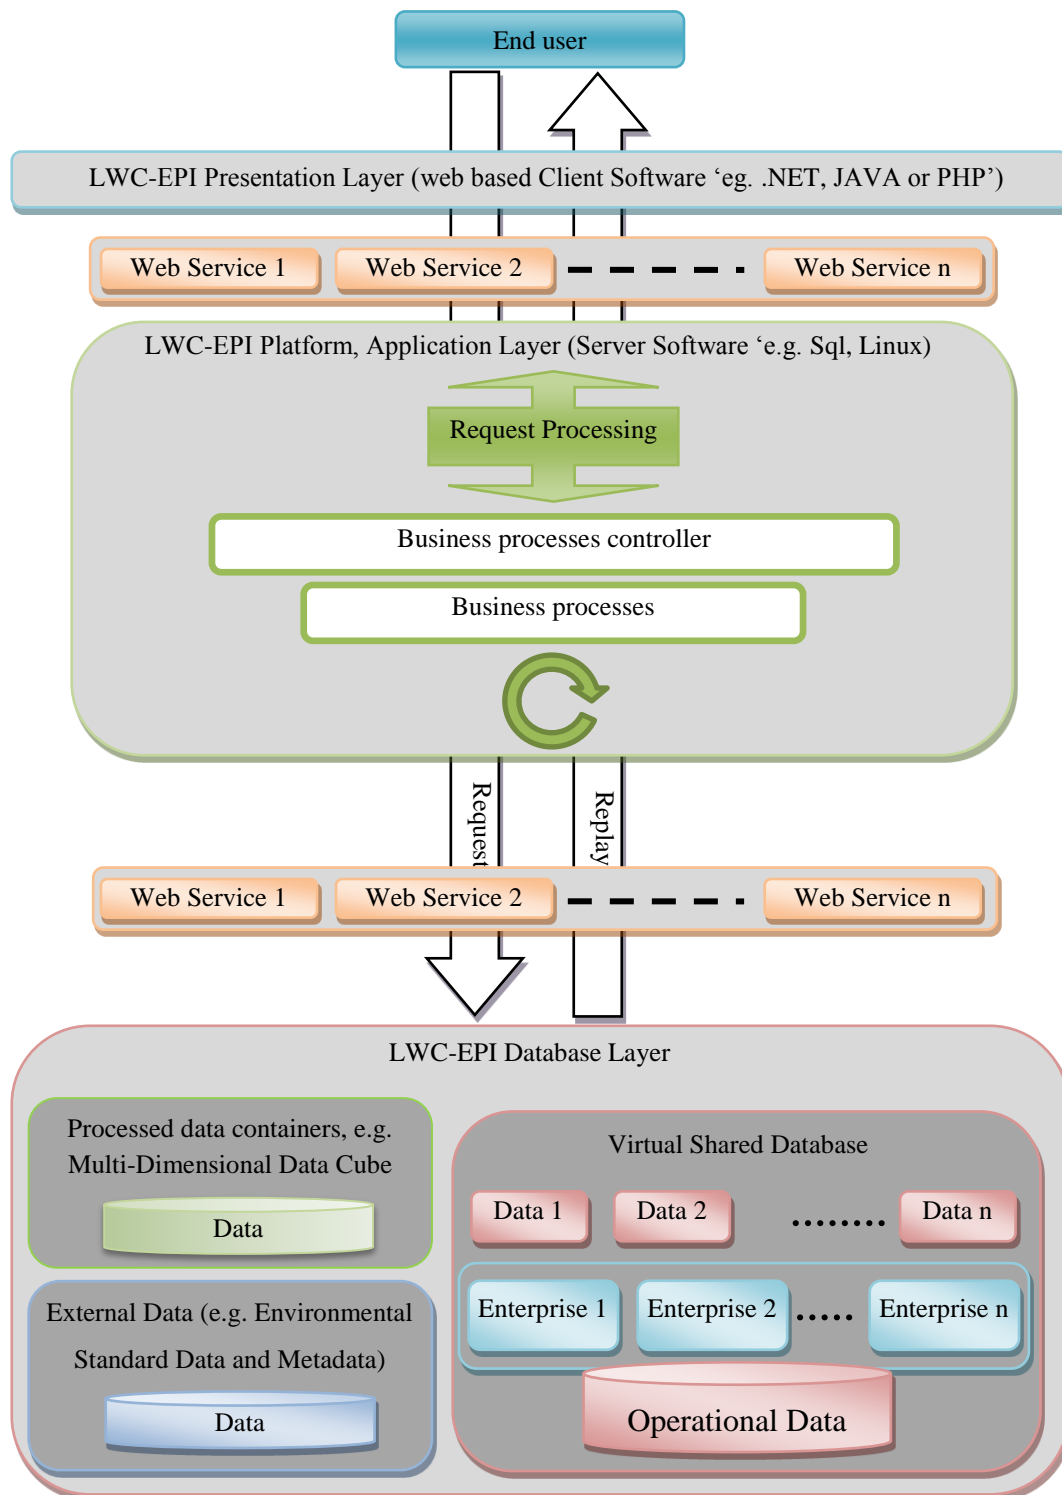 End user
LWC-EPI Presentation Layer (web based Client Software ‘eg. .NET, JAVA or PHP’)
Web Service 1
Web Service 2
Web Service n
LWC-EPI Platform, Application Layer (Server Software ‘e.g. Sql, Linux)
Request Processing
Business processes controller
Business processes
Request
Replay
Web Service 1
Web Service 2
Web Service n
LWC-EPI Database Layer
Processed data containers, e.g.
Multi-Dimensional Data Cube
Data
External Data (e.g. Environmental
Standard Data and Metadata)
Data
Virtual Shared Database
Data 1
Data 2
........
Data n
Enterprise 1
Enterprise 2
.....
Enterprise n
Operational Data